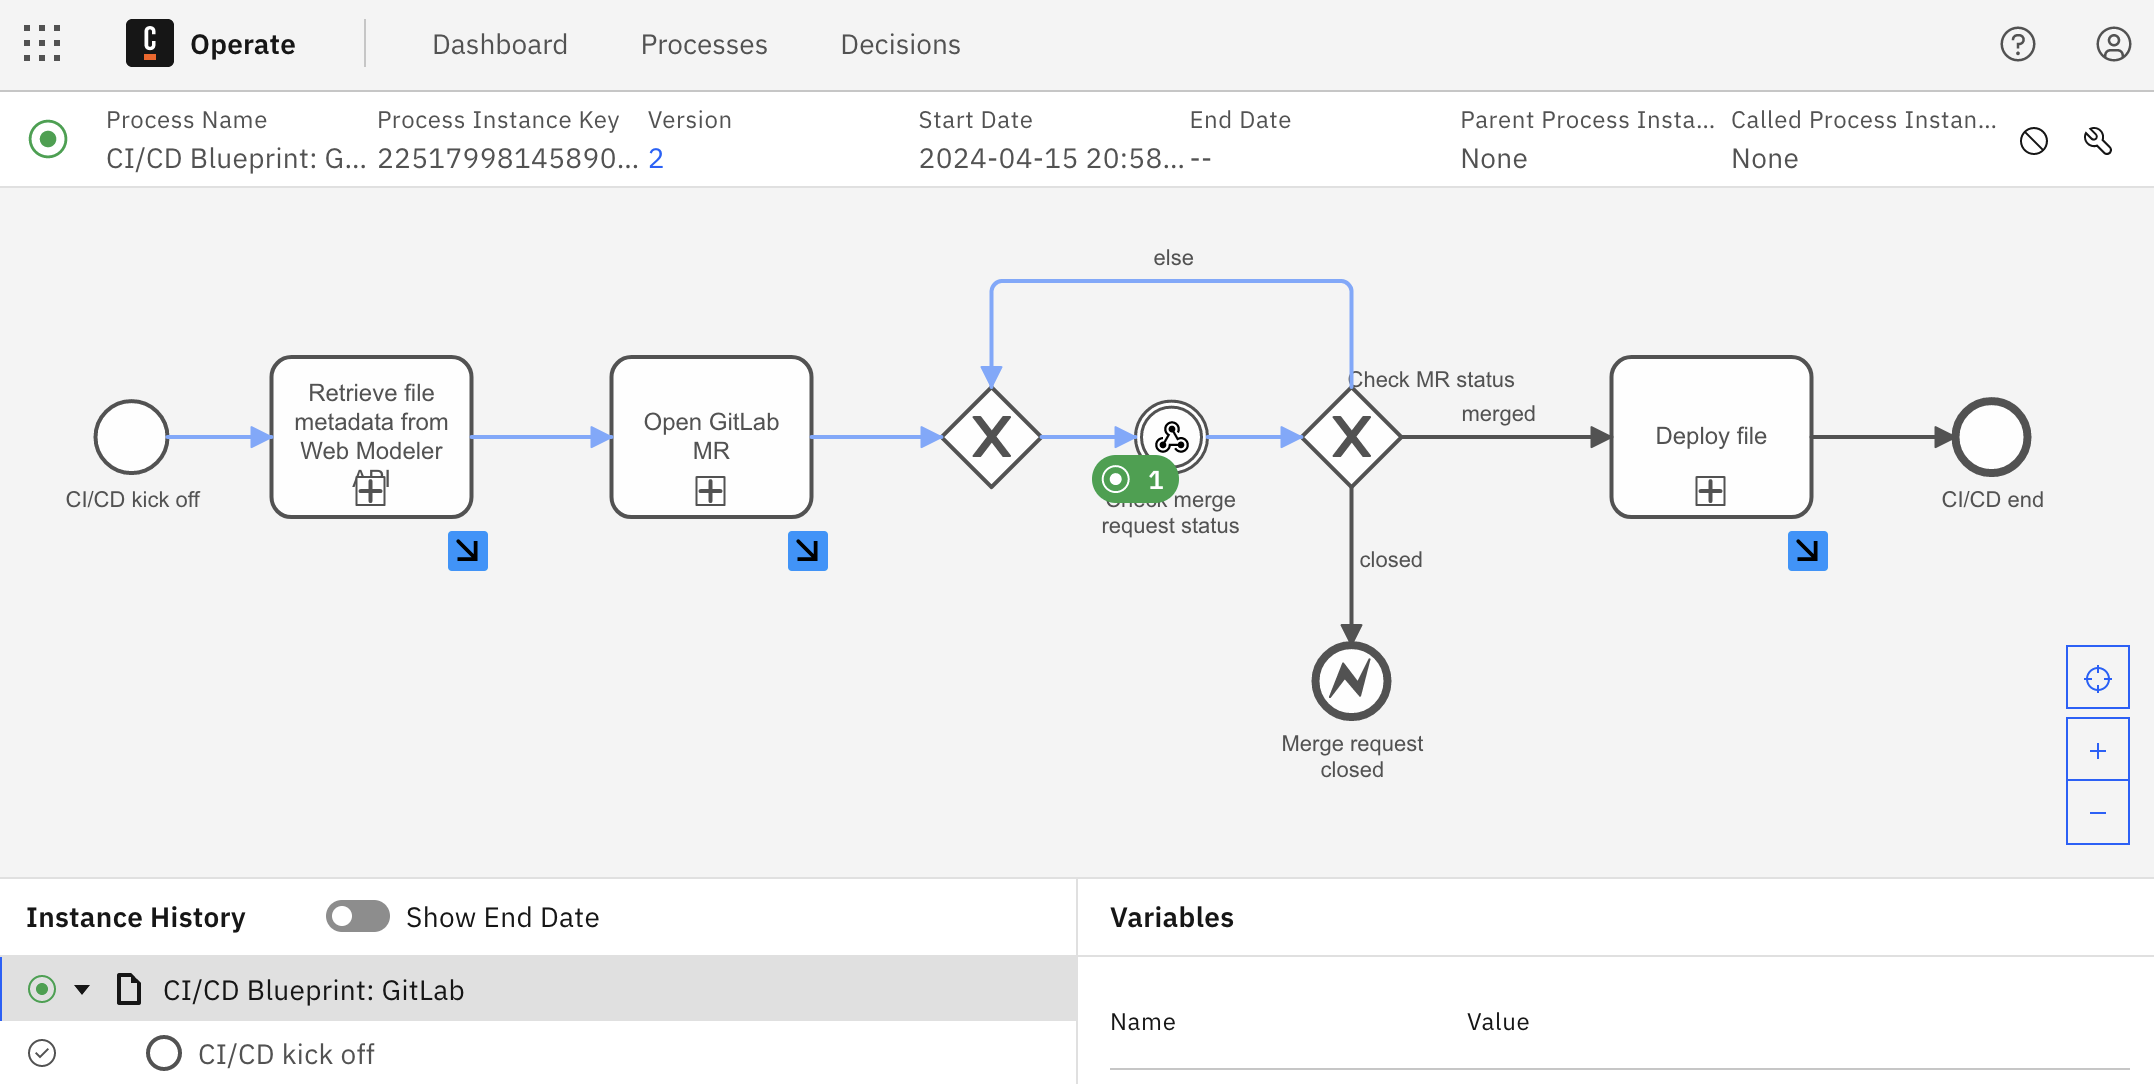 Operate
Dashboard
Processes
Decisions
Process Name
Process Instance Key
Version
Start Date
End Date
Parent Process Insta...
Called Process Instan...
CI/CD Blueprint: G...
22517998145890...
2
2024-04-15 20:58...
--
None
None
else
Check MR status
merged
Retrieve file
metadata from
Web Modeler
API
Open GitLab
MR
Deploy file
CI/CD kick off
1
Check merge
request status
CI/CD end
closed
Merge request
closed
Instance History
Show End Date
Variables
CI/CD Blueprint: GitLab
Name
Value
CI/CD kick off